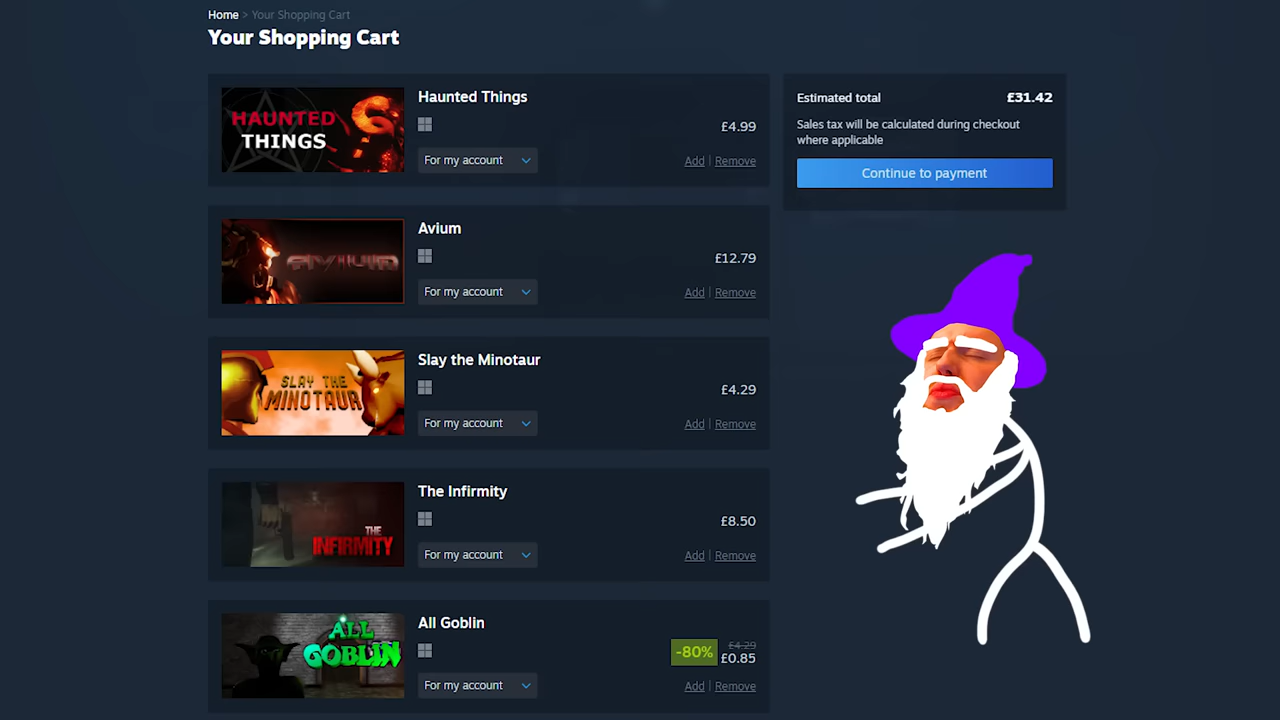 Home > Your Shopping Cart
Your Shopping Cart
HAUNTED
THINGS
Haunted Things
£4.99
For my account
Add | Remove
AVIUM
Avium
£12.79
For my account
Add | Remove
SLAY THE
MINOTAUR
Slay the Minotaur
£4.29
For my account
Add | Remove
THE
INFIRMITY
The Infirmity
£8.50
For my account
Add | Remove
ALL
GOBLIN
All Goblin
-80%
£4.29
£0.85
For my account
Add | Remove
Estimated total £31.42
Sales tax will be calculated during checkout
where applicable
Continue to payment